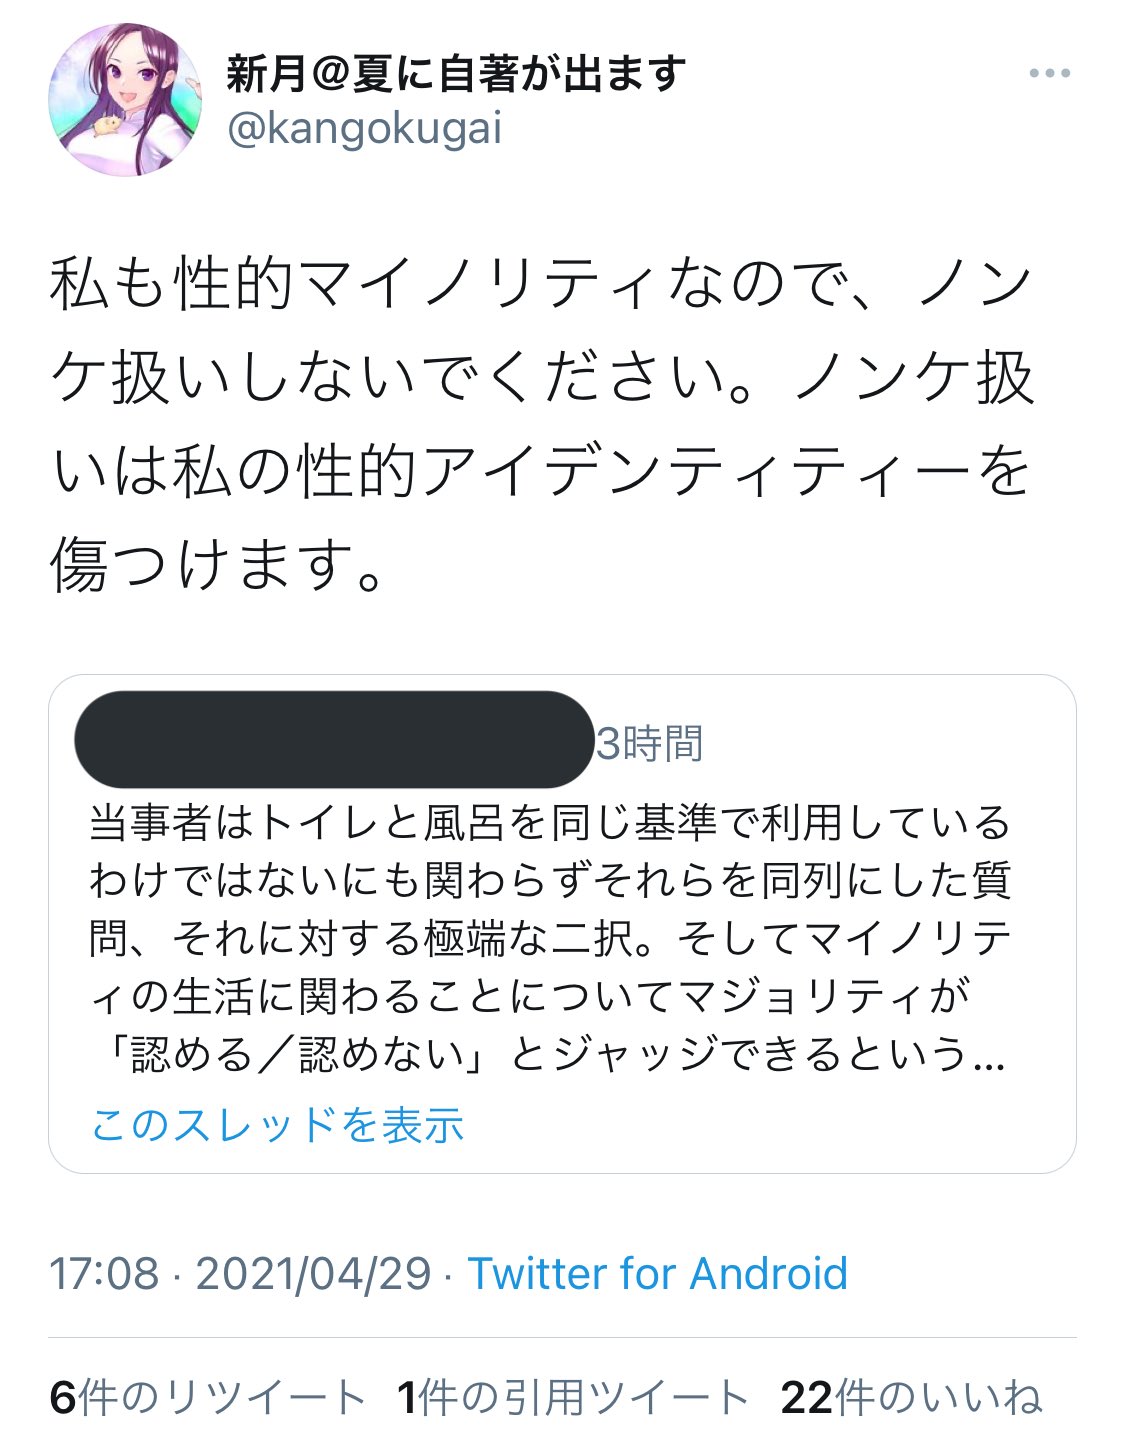 新月@夏に自著が出ます
@kangokugai
私も性的マイノリティなので、ノン
ケ扱いしないでください。ノンケ扱
いは私の性的アイデンティティーを
傷つけます。
3時間
当事者はトイレと風呂を同じ基準で利用している
わけではないにも関わらずそれらを同列にした質
問、それに対する極端な二択。そしてマイノリテ
ィの生活に関わることについてマジョリティが
「認める／認めない」とジャッジできるという...
このスレッドを表示
17:08 · 2021/04/29 · Twitter for Android
6件のリツイート 1件の引用ツイート 22件のいいね